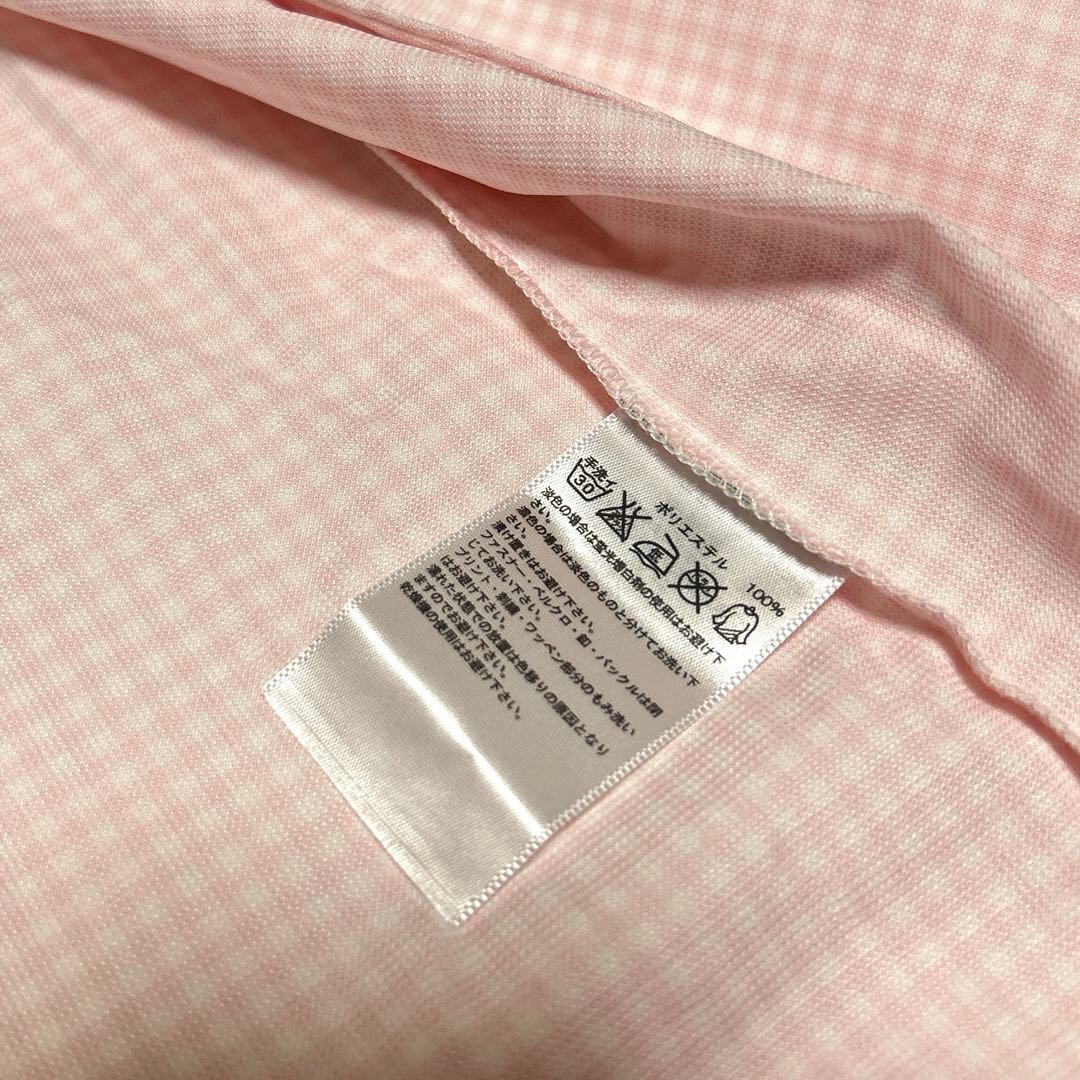 ポリエステル 100%
手洗イ
30
淡色の場合は蛍光増白剤の使用はお避け下
さい。
濃色の場合は淡色のものと分けてお洗い下
さい。
漬け置きはお避け下さい。
ファスナー・ベルクロ・釦・バックルは閉
じてお洗い下さい。
プリント・刺繍・ワッペン部分のもみ洗い
はお避け下さい。
濡れた状態での放置は色移りの原因となり
ますのでお避け下さい。
乾燥機の使用はお避け下さい。